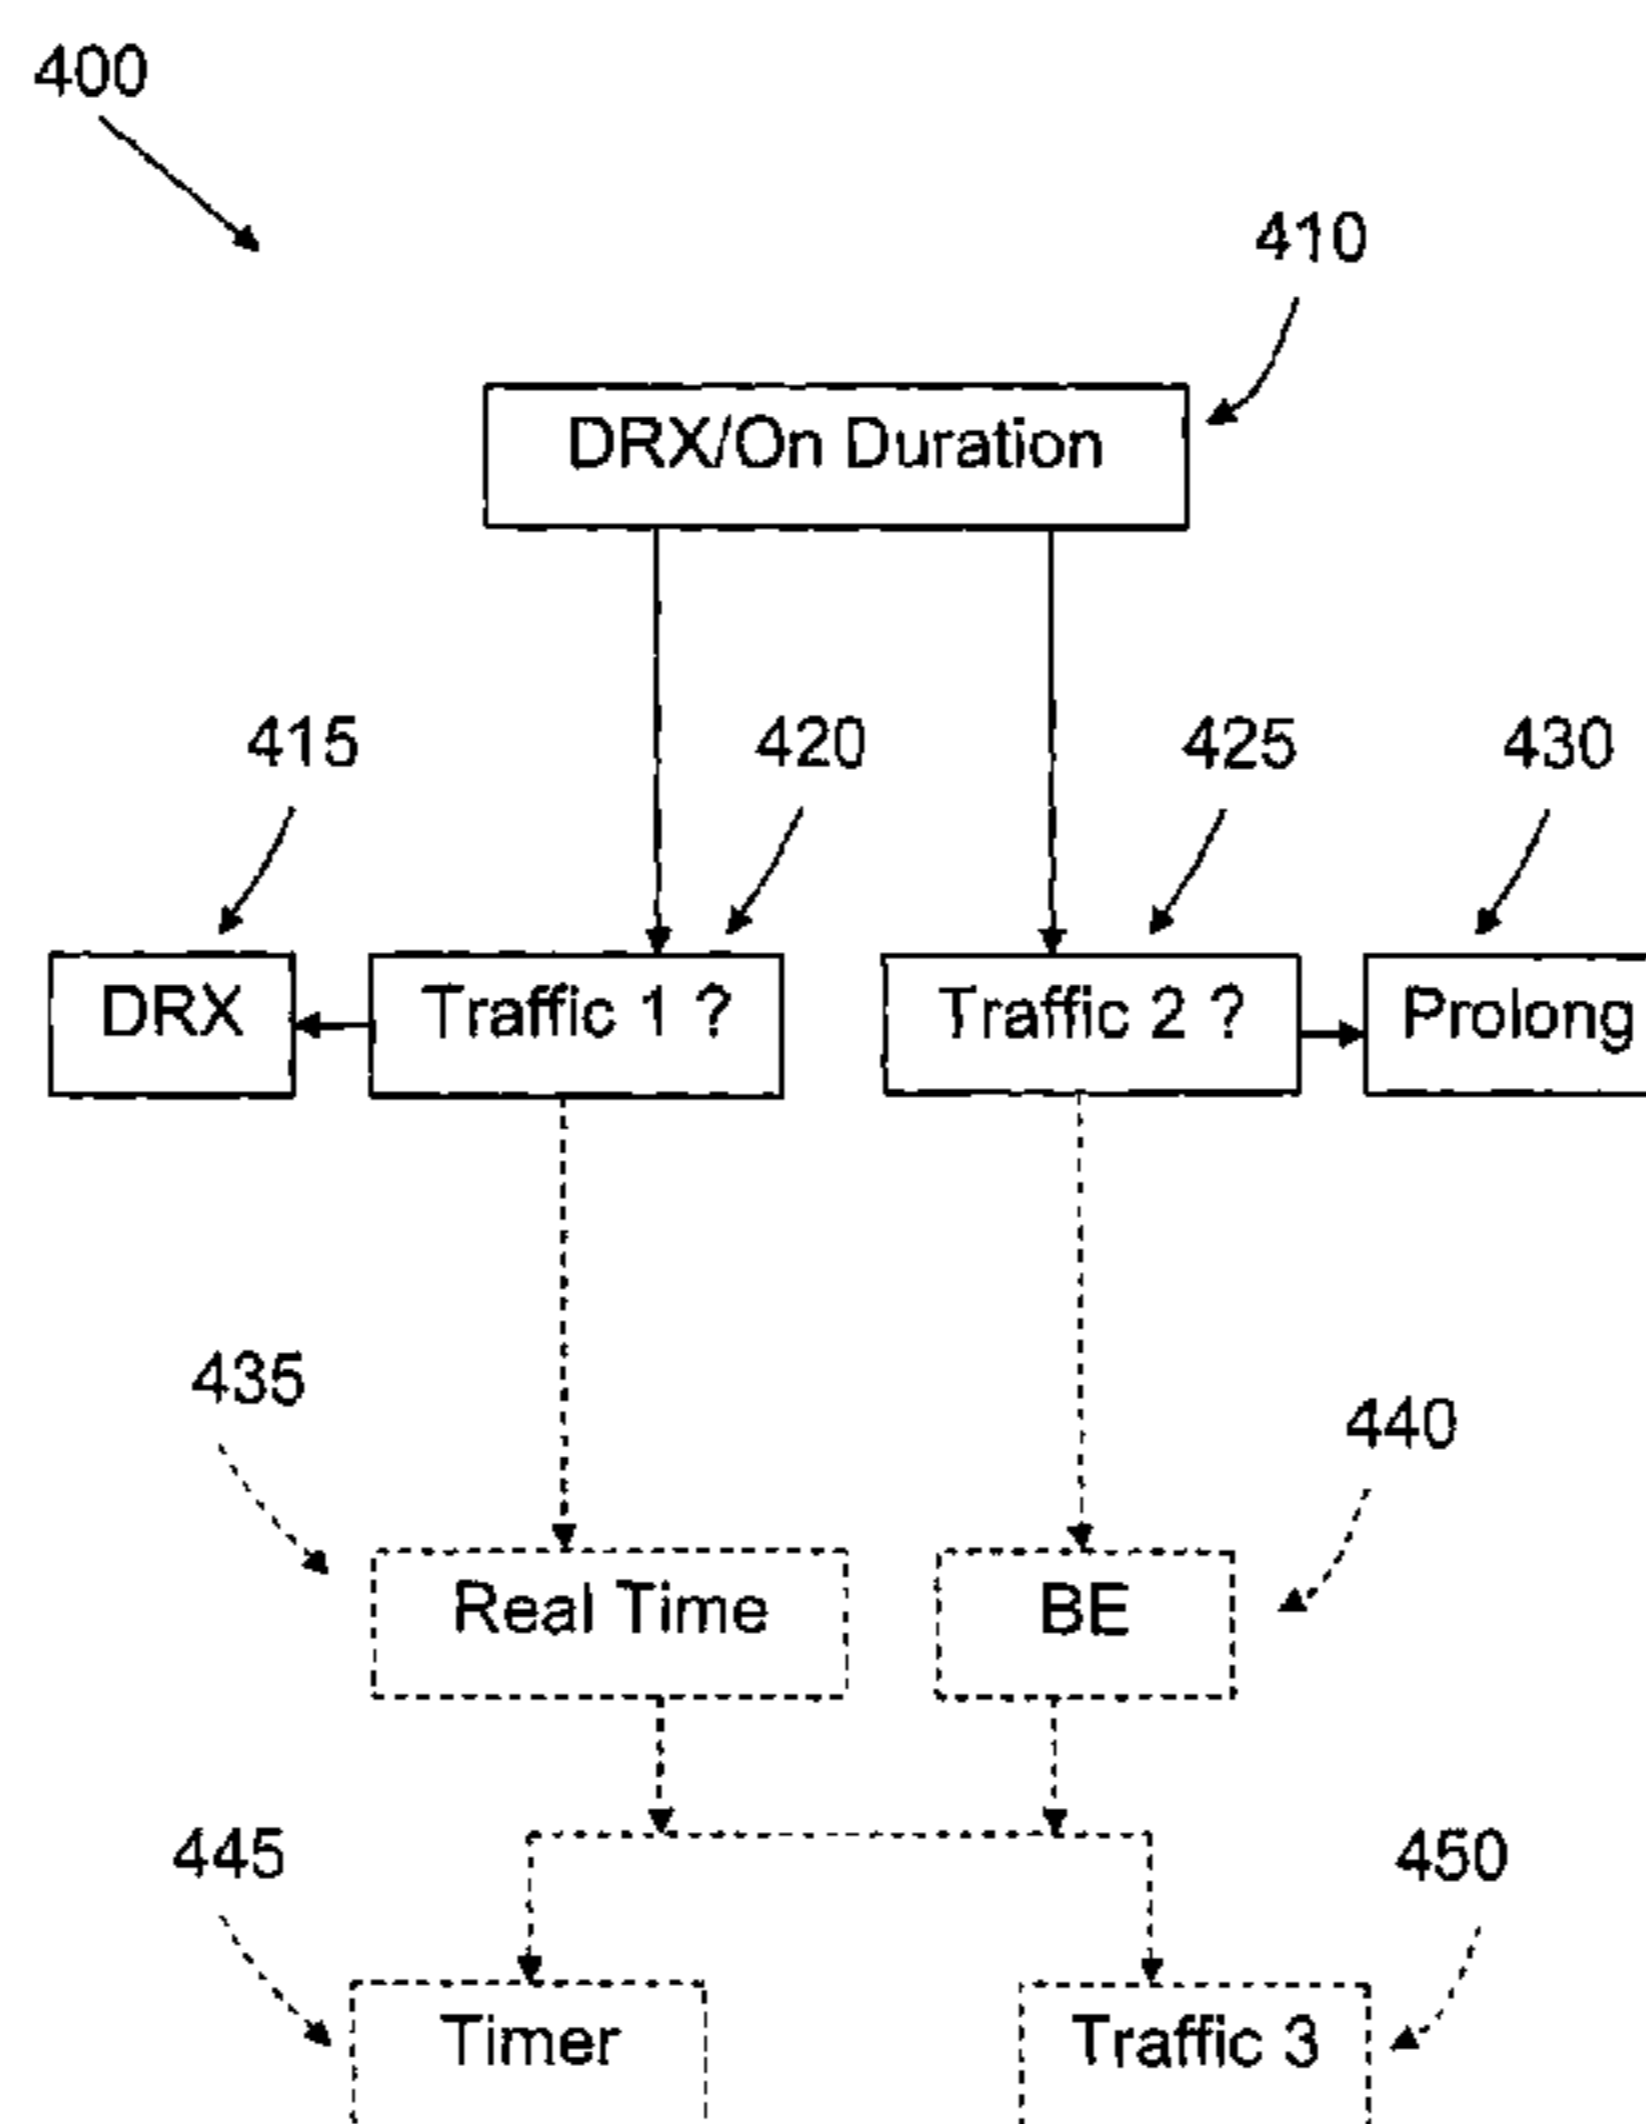 400
410
DRX/On Duration
415
420
425
430
DRX
Traffic 1 ?
Traffic 2 ?
Prolong
435
440
Real Time
BE
445
450
Timer
Traffic 3